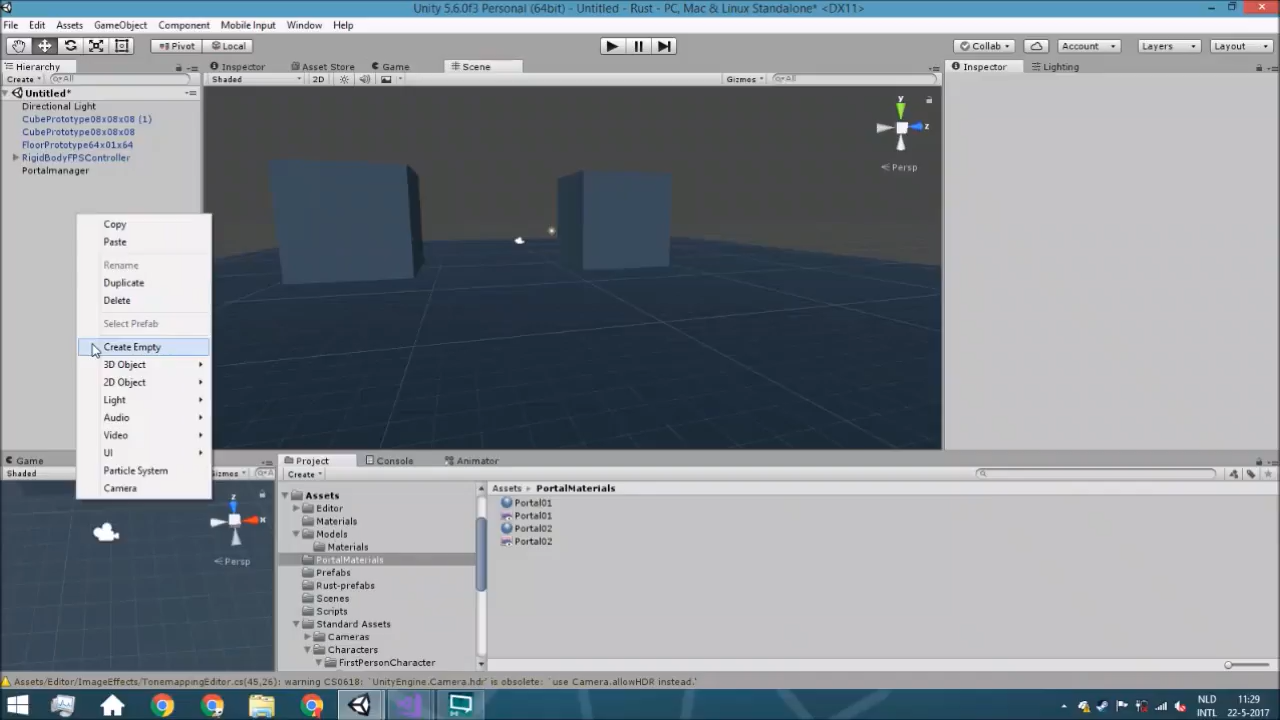 Unity 5.6.0f3 Personal (64bit) - Untitled - Rust - PC, Mac & Linux Standalone* <DX11>
File Edit Assets GameObject Component Mobile Input Window Help
Pivot Local Collab Account Layers Layout
Hierarchy Inspector Asset Store Game Scene Inspector Lighting
Create All Shaded 2D Gizmos All
Untitled*
Directional Light
CubePrototype08x08x08 (1)
CubePrototype08x08x08
FloorPrototype64x01x64
RigidBodyFPSController
Portalmanager
y
z
Persp
Copy
Paste
Rename
Duplicate
Delete
Select Prefab
Create Empty
3D Object
2D Object
Light
Audio
Video
UI
Particle System
Camera
Game Project Console Animator
Shaded Gizmos Create
z
x
Persp
Assets
Editor
Materials
Models
Materials
PortalMaterials
Prefabs
Rust-prefabs
Scenes
Scripts
Standard Assets
Cameras
Characters
FirstPersonCharacter
Assets PortalMaterials
Portal01
Portal01
Portal02
Portal02
Assets/Editor/ImageEffects/TonemappingEditor.cs(45,26): warning CS0618: `UnityEngine.Camera.hdr' is obsolete: `use Camera.allowHDR instead.'
NLD 11:29
INTL 22-5-2017